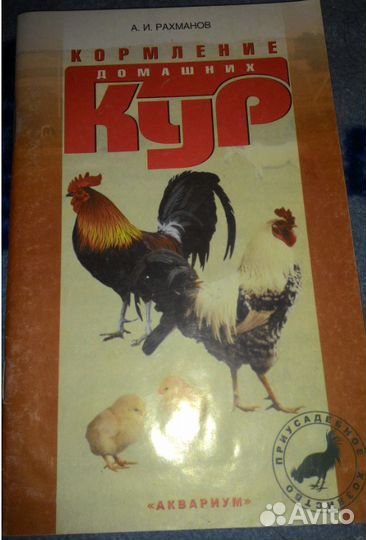 А. И. РАХМАНОВ
КОРМЛЕНИЕ
ДОМАШНИХ
КУР
ПРИУСАДЕБНОЕ ХОЗЯЙСТВО
«АКВАРИУМ»
Avito